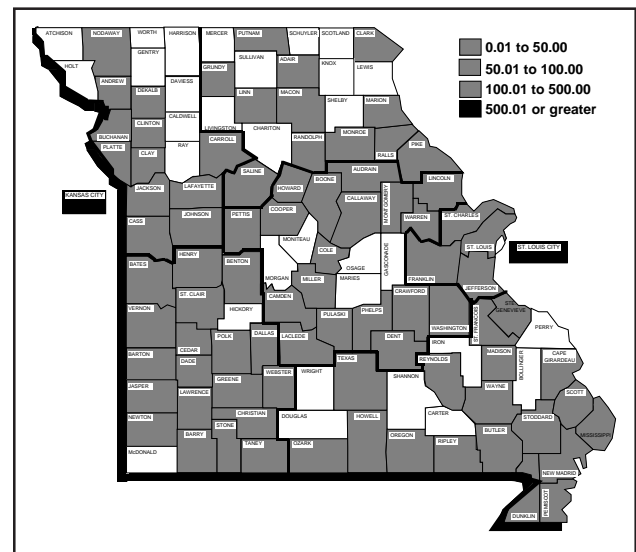 ATCHISON NODAWAY WORTH HARRISON MERCER PUTNAM SCHUYLER SCOTLAND CLARK
0.01 to 50.00
50.01 to 100.00
100.01 to 500.00
500.01 or greater
GENTRY
HOLT
SULLIVAN ADAIR
KNOX
LEWIS
GRUNDY
ANDREW
DEKALB DAVIESS
LINN MACON
SHELBY MARION
CALDWELL
CLINTON
LIVINGSTON CHARITON
BUCHANAN
CARROLL
RANDOLPH MONROE
RALLS
PIKE
PLATTE
CLAY RAY
SALINE
HOWARD BOONE AUDRAIN
LINCOLN
KANSAS CITY
JACKSON LAFAYETTE
COOPER CALLAWAY MONTGOMERY WARREN ST. CHARLES
CASS JOHNSON PETTIS
MONITEAU
COLE
OSAGE GASCONADE
ST. LOUIS ST. LOUIS CITY
BATES HENRY BENTON
MORGAN MILLER MARIES
FRANKLIN JEFFERSON
ST. CLAIR
CAMDEN
CRAWFORD
STE. GENEVIEVE
VERNON
HICKORY
PULASKI PHELPS
WASHINGTON ST. FRANCOIS PERRY
POLK DALLAS LACLEDE
DENT
IRON
MADISON
BOLLINGER
CAPE GIRARDEAU
BARTON CEDAR
DADE
TEXAS
REYNOLDS
WEBSTER WRIGHT SHANNON
JASPER
GREENE
WAYNE
SCOTT
LAWRENCE
CARTER
NEWTON
CHRISTIAN DOUGLAS HOWELL
STODDARD
BARRY STONE
OREGON RIPLEY BUTLER
MISSISSIPPI
TANEY OZARK
McDONALD
NEW MADRID
DUNKLIN PEMISCOT